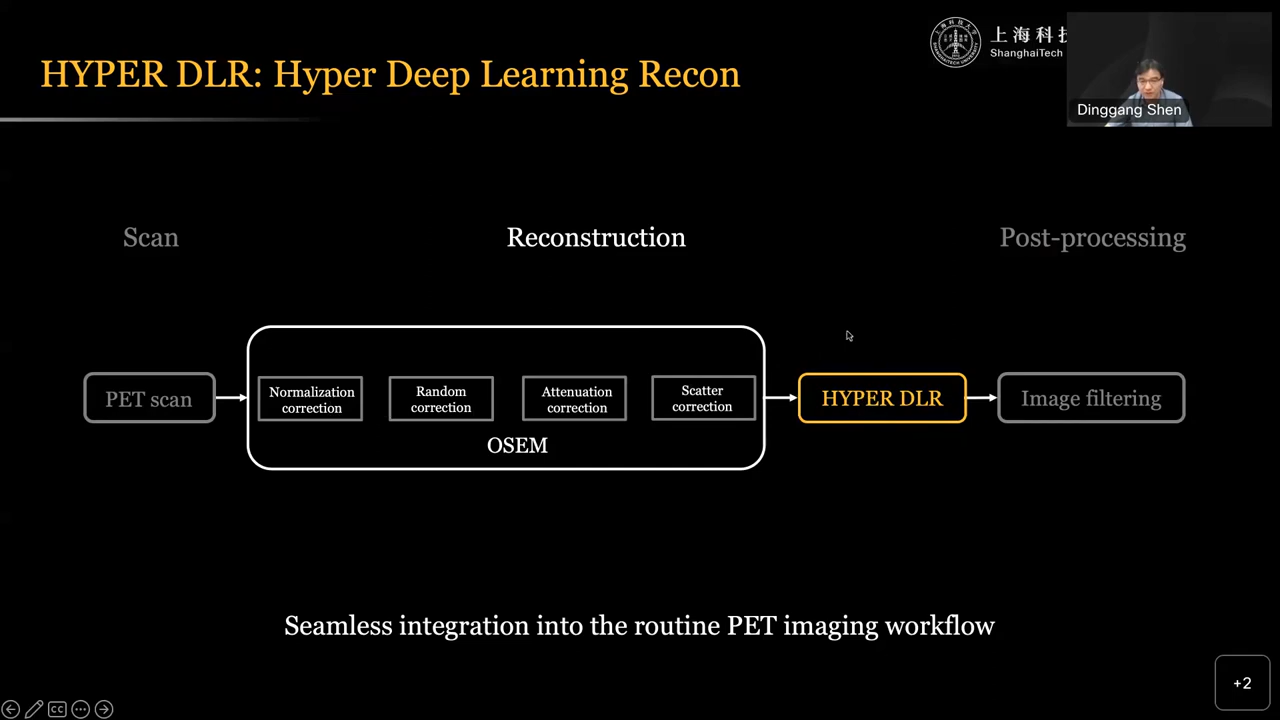 HYPER DLR: Hyper Deep Learning Recon
上海科技
ShanghaiTech
Dinggang Shen
Scan
Reconstruction
Post-processing
PET scan
Normalization
correction
Random
correction
Attenuation
correction
Scatter
correction
OSEM
HYPER DLR
Image filtering
Seamless integration into the routine PET imaging workflow
CC
+2